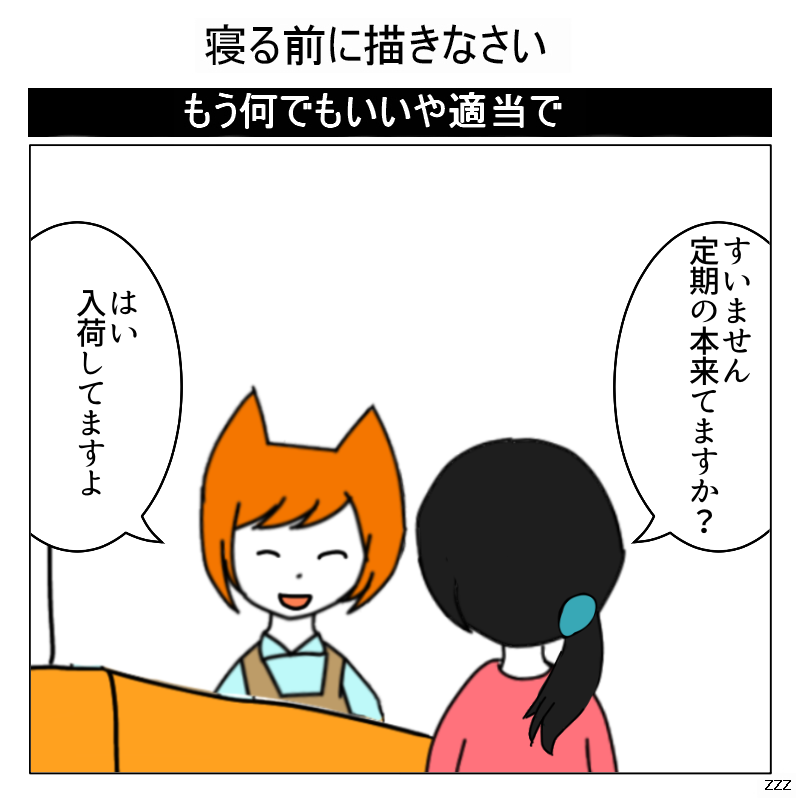 寝る前に描きなさい
もう何でもいいや適当で
すいません
定期の本来てますか?
はい
入荷してますよ
zzz